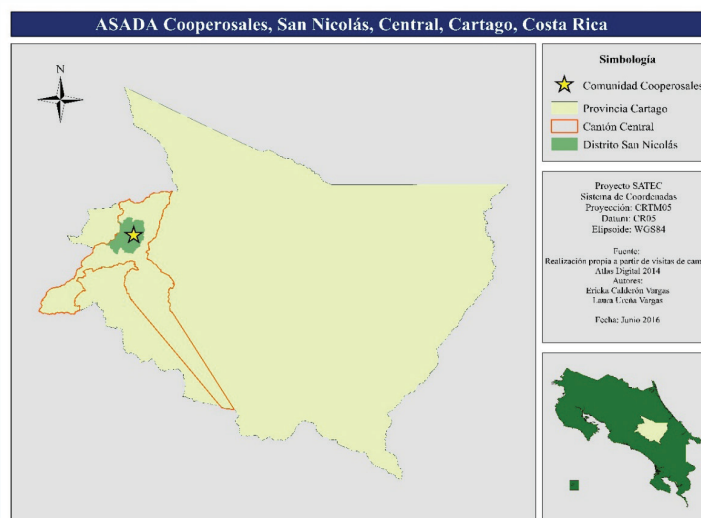 ASADA Cooperosales, San Nicolás, Central, Cartago, Costa Rica
N
Simbología
Comunidad Cooperosales
Provincia Cartago
Cantón Central
Distrito San Nicolás
Proyecto SATEC
Sistema de Coordenadas
Proyección: CRTM05
Datum: CR05
Elipsoide: WGS84
Fuente:
Realización propia a partir de visitas de cam
Atlas Digital 2014
Autores:
Ericka Calderón Vargas
Laura Ureña Vargas
Fecha: Junio 2016